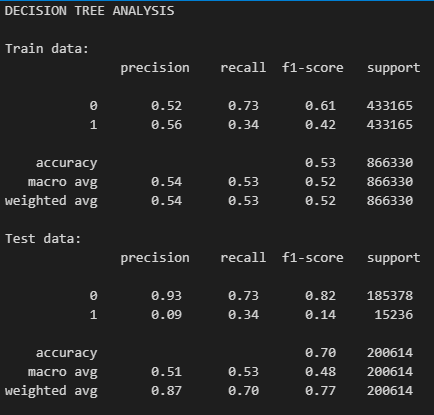 DECISION TREE ANALYSIS
Train data:
precision recall f1-score support
0 0.52 0.73 0.61 433165
1 0.56 0.34 0.42 433165
accuracy 0.53 866330
macro avg 0.54 0.53 0.52 866330
weighted avg 0.54 0.53 0.52 866330
Test data:
precision recall f1-score support
0 0.93 0.73 0.82 185378
1 0.09 0.34 0.14 15236
accuracy 0.70 200614
macro avg 0.51 0.53 0.48 200614
weighted avg 0.87 0.70 0.77 200614